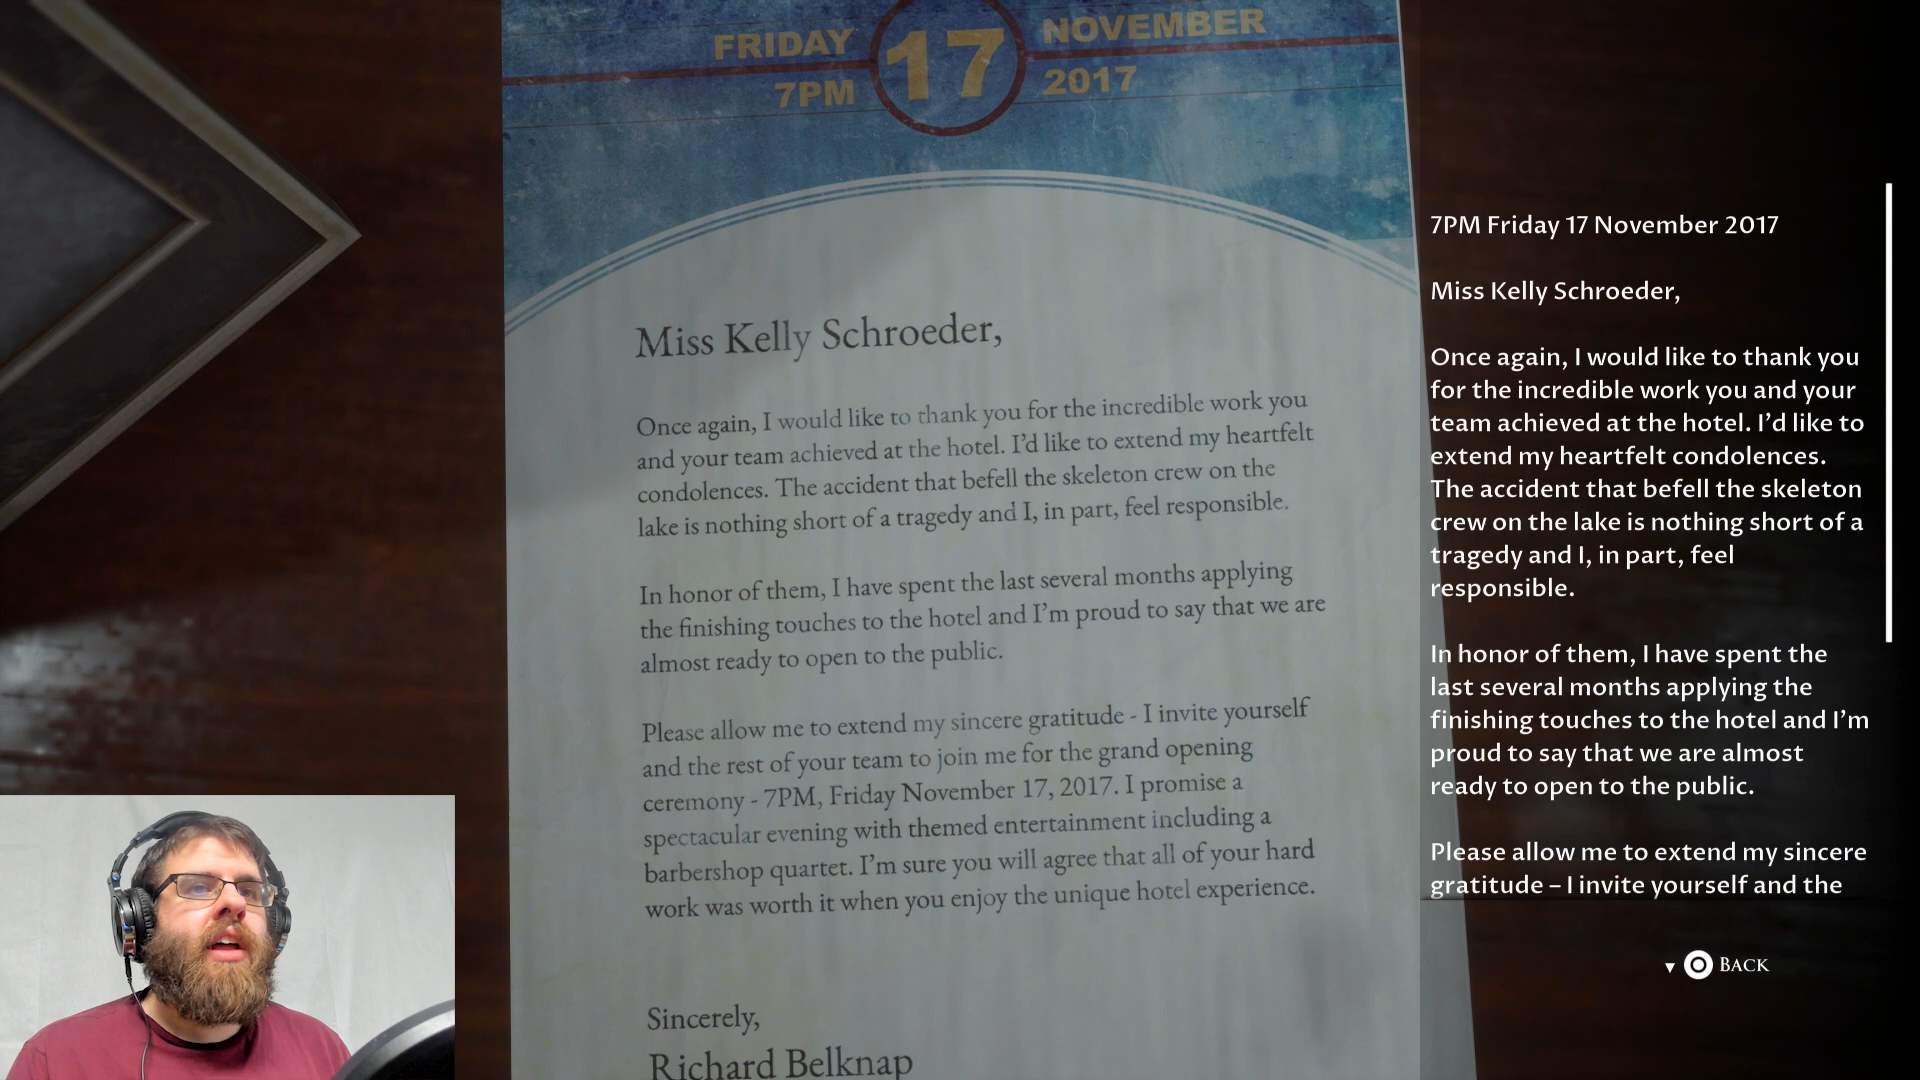 FRIDAY 17 NOVEMBER
7PM 2017
Miss Kelly Schroeder,
Once again, I would like to thank you for the incredible work you
and your team achieved at the hotel. I'd like to extend my heartfelt
condolences. The accident that befell the skeleton crew on the
lake is nothing short of a tragedy and I, in part, feel responsible.
In honor of them, I have spent the last several months applying
the finishing touches to the hotel and I'm proud to say that we are
almost ready to open to the public.
Please allow me to extend my sincere gratitude - I invite yourself
and the rest of your team to join me for the grand opening
ceremony - 7PM, Friday November 17, 2017. I promise a
spectacular evening with themed entertainment including a
barbershop quartet. I'm sure you will agree that all of your hard
work was worth it when you enjoy the unique hotel experience.
Sincerely,
Richard Belknap
7PM Friday 17 November 2017
Miss Kelly Schroeder,
Once again, I would like to thank you
for the incredible work you and your
team achieved at the hotel. I'd like to
extend my heartfelt condolences.
The accident that befell the skeleton
crew on the lake is nothing short of a
tragedy and I, in part, feel
responsible.
In honor of them, I have spent the
last several months applying the
finishing touches to the hotel and I'm
proud to say that we are almost
ready to open to the public.
Please allow me to extend my sincere
gratitude – I invite yourself and the
BACK